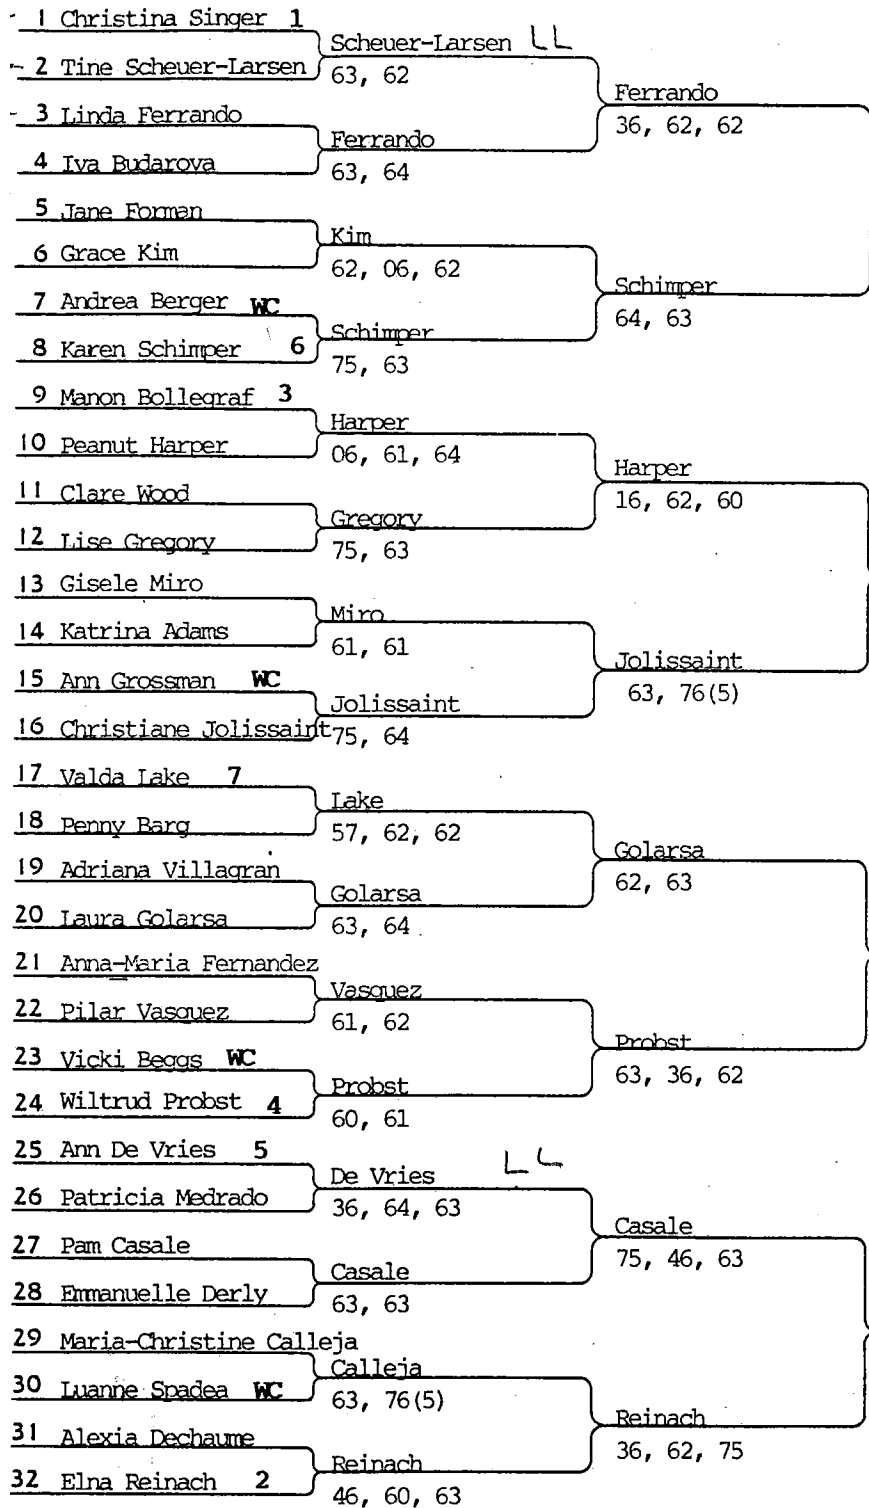 1 Christina Singer 1
2 Tine Scheuer-Larsen
3 Linda Ferrando
4 Iva Budarova
5 Jane Forman
6 Grace Kim
7 Andrea Berger WC
8 Karen Schimper 6
9 Manon Bollegraf 3
10 Peanut Harper
11 Clare Wood
12 Lise Gregory
13 Gisele Miro
14 Katrina Adams
15 Ann Grossman WC
16 Christiane Jolissaint
17 Valda Lake 7
18 Penny Barg
19 Adriana Villagran
20 Laura Golarsa
21 Anna-Maria Fernandez
22 Pilar Vasquez
23 Vicki Beggs WC
24 Wiltrud Probst 4
25 Ann De Vries 5
26 Patricia Medrado
27 Pam Casale
28 Emmanuelle Derly
29 Maria-Christine Calleja
30 Luanne Spadea WC
31 Alexia Dechaume
32 Elna Reinach 2
Scheuer-Larsen LL
63, 62
Ferrando
63, 64
Kim
62, 06, 62
Schimper
75, 63
Harper
06, 61, 64
Gregory
75, 63
Miro
61, 61
Jolissaint
75, 64
Lake
57, 62, 62
Golarsa
63, 64
Vasquez
61, 62
Probst
60, 61
De Vries LL
36, 64, 63
Casale
63, 63
Calleja
63, 76(5)
Reinach
46, 60, 63
Ferrando
36, 62, 62
Schimper
64, 63
Harper
16, 62, 60
Jolissaint
63, 76(5)
Golarsa
62, 63
Probst
63, 36, 62
Casale
75, 46, 63
Reinach
36, 62, 75